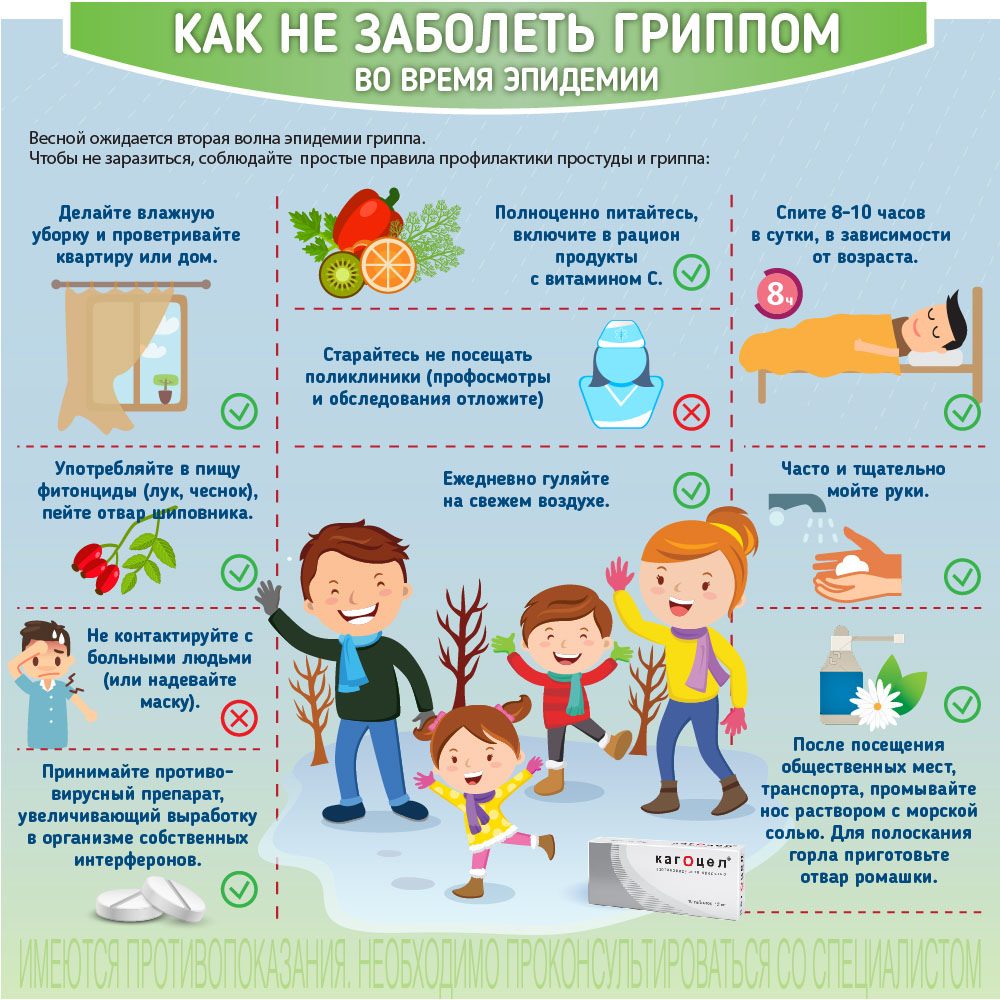 КАК НЕ ЗАБОЛЕТЬ ГРИППОМ
ВО ВРЕМЯ ЭПИДЕМИИ
Весной ожидается вторая волна эпидемии гриппа.
Чтобы не заразиться, соблюдайте простые правила профилактики простуды и гриппа:
Делайте влажную
уборку и проветривайте
квартиру или дом.
Полноценно питайтесь,
включите в рацион
продукты
с витамином С.
Спите 8-10 часов
в сутки, в зависимости
от возраста.
8ч
Старайтесь не посещать
поликлиники (профосмотры
и обследования отложите)
Употребляйте в пищу
фитонциды (лук, чеснок),
пейте отвар шиповника.
Ежедневно гуляйте
на свежем воздухе.
Часто и тщательно
мойте руки.
Не контактируйте с
больными людьми
(или надевайте
маску).
Принимайте противо-
вирусный препарат,
увеличивающий выработку
в организме собственных
интерферонов.
После посещения
общественных мест,
транспорта, промывайте
нос раствором с морской
солью. Для полоскания
горла приготовьте
отвар ромашки.
кагоцел®
ИМЕЮТСЯ ПРОТИВОПОКАЗАНИЯ. НЕОБХОДИМО ПРОКОНСУЛЬТИРОВАТЬСЯ СО СПЕЦИАЛИСТОМ